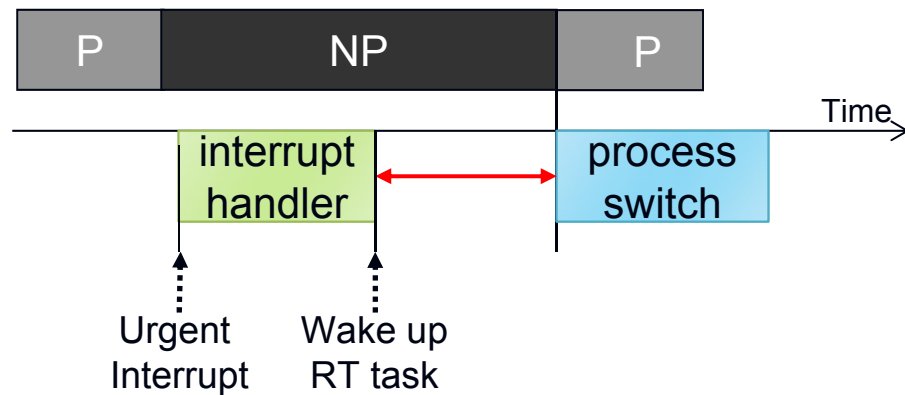 P
NP
P
Time
interrupt
handler
process
switch
Urgent
Interrupt
Wake up
RT task